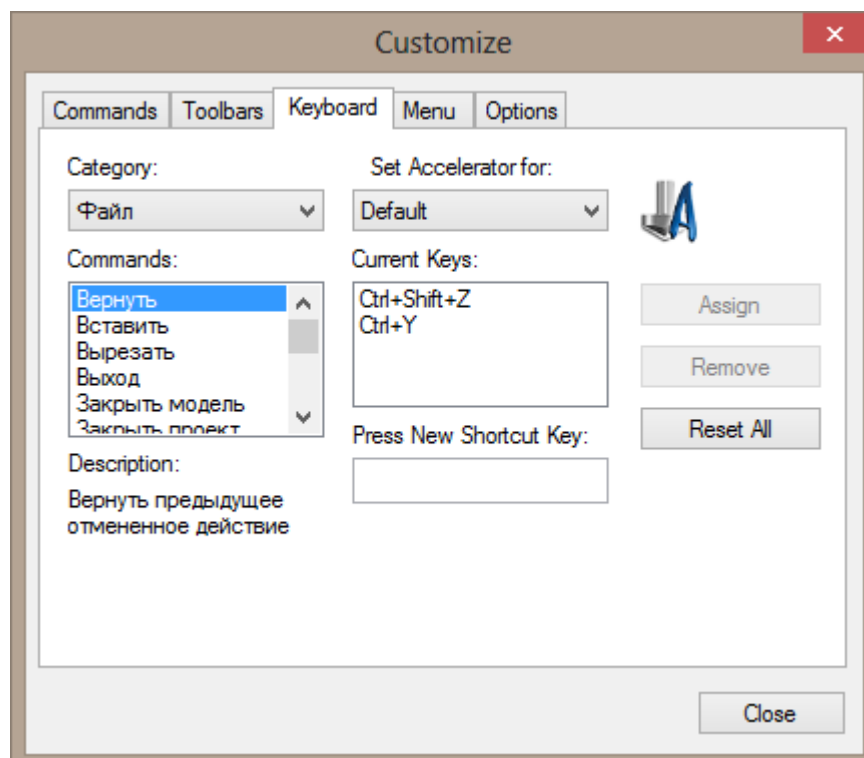 Customize
Commands Toolbars Keyboard Menu Options
Category:
Файл
Commands:
Вернуть
Вставить
Вырезать
Выход
Закрыть модель
Закрыть проект
Description:
Вернуть предыдущее
отмененное действие
Set Accelerator for:
Default
Current Keys:
Ctrl+Shift+Z
Ctrl+Y
Press New Shortcut Key:
Assign
Remove
Reset All
Close